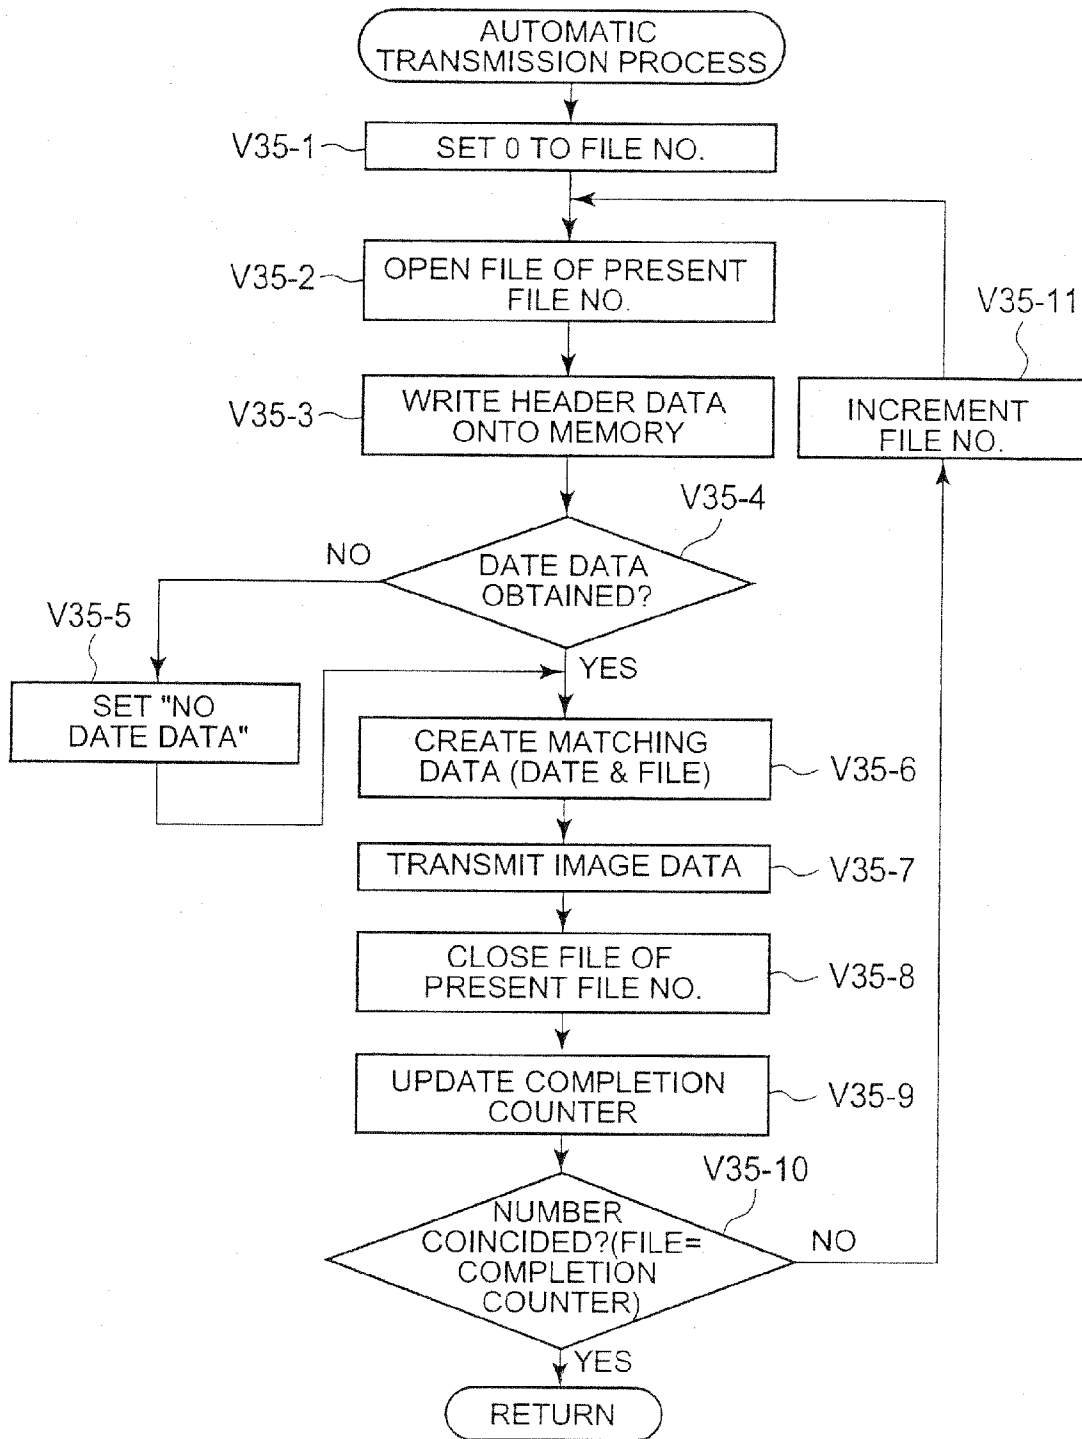 AUTOMATIC
TRANSMISSION PROCESS
V35-1
SET 0 TO FILE NO.
V35-2
OPEN FILE OF PRESENT
FILE NO.
V35-11
INCREMENT
FILE NO.
V35-3
WRITE HEADER DATA
ONTO MEMORY
V35-4
NO
DATE DATA
OBTAINED?
V35-5
YES
SET "NO
DATE DATA"
CREATE MATCHING
DATA (DATE & FILE)
V35-6
TRANSMIT IMAGE DATA
V35-7
CLOSE FILE OF
PRESENT FILE NO.
V35-8
UPDATE COMPLETION
COUNTER
V35-9
V35-10
NUMBER
COINCIDED?(FILE=
COMPLETION
COUNTER)
NO
YES
RETURN